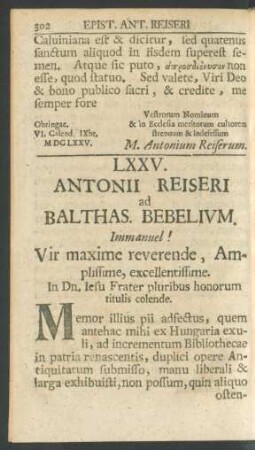 302 EPIST. ANT. REISERI
Caluiniana est & dicitur, sed quatenus
sanctum aliquod in iisdem superest se-
men. Atque sic puto, non
esse, quod statuo. Sed valete, Viri Deo
& bono publico sacri, & credite, me
semper fore
Vestrorum Nominum
Ohringae. & in Ecclesia meritorum cultorem
VI. Calend. IXbr. strenuum & indefessum
MDCLXXV. M. Antonium Reiserum.
LXXV.
ANTONII REISERI
ad
BALTHAS. BEBELIVM.
Immanuel!
Vir maxime reverende, Am-
plissime, excellentissime.
In Dn. Iesu Frater pluribus honorum
titulis colende.
Memor illius pii adfectus, quem
antehac mihi ex Hungaria exu-
li, ad incrementum Bibliothecae
in patria renascentis, duplici opere An-
tiquitatum submisso, manu liberali &
larga exhibuisti, non possum, quin aliquo
osten-